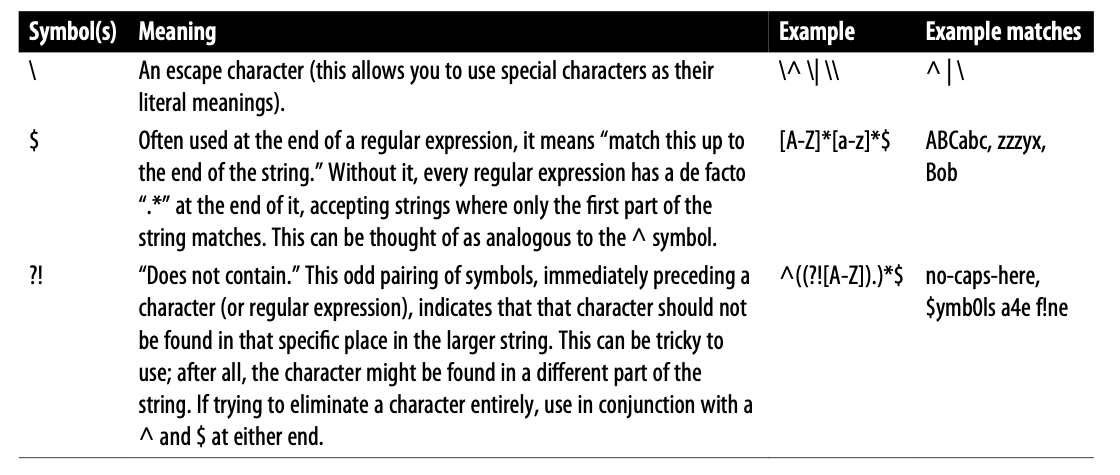 Symbol(s) Meaning Example Example matches
\ An escape character (this allows you to use special characters as their \^ \| \\ ^ | \
literal meanings).
$ Often used at the end of a regular expression, it means “match this up to [A-Z]*[a-z]*$ ABCabc, zzzyx,
the end of the string.” Without it, every regular expression has a de facto Bob
“.*” at the end of it, accepting strings where only the first part of the
string matches. This can be thought of as analogous to the ^ symbol.
?! “Does not contain.” This odd pairing of symbols, immediately preceding a ^((?![A-Z]).)*$ no-caps-here,
character (or regular expression), indicates that that character should not $ymb0ls a4e f!ne
be found in that specific place in the larger string. This can be tricky to
use; after all, the character might be found in a different part of the
string. If trying to eliminate a character entirely, use in conjunction with a
^ and $ at either end.